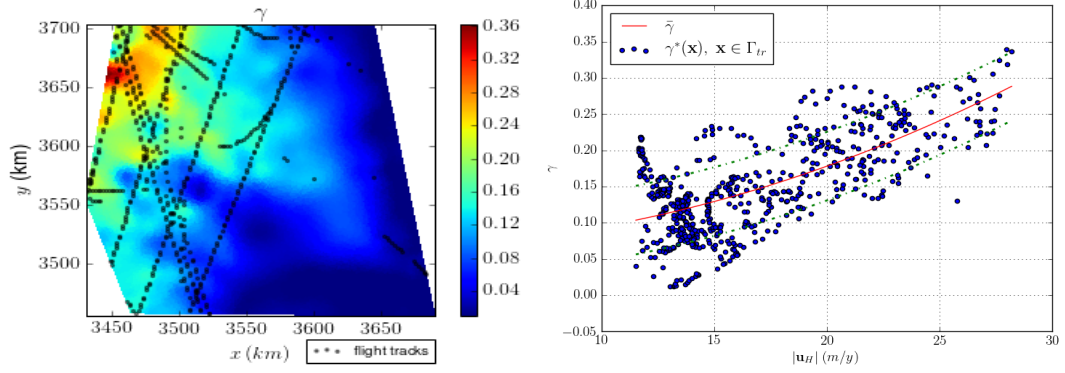 γ
3700
3650
3600
3550
3500
y (km)
3450 3500 3550 3600 3650
x (km)
flight tracks
0.36
0.32
0.28
0.24
0.20
0.16
0.12
0.08
0.04
0.40
0.35
0.30
0.25
0.20
0.15
0.10
0.05
0.00
−0.05
γ
γ̄
γ*(x), x ∈ Γtr
10 15 20 25 30
|uH| (m/y)